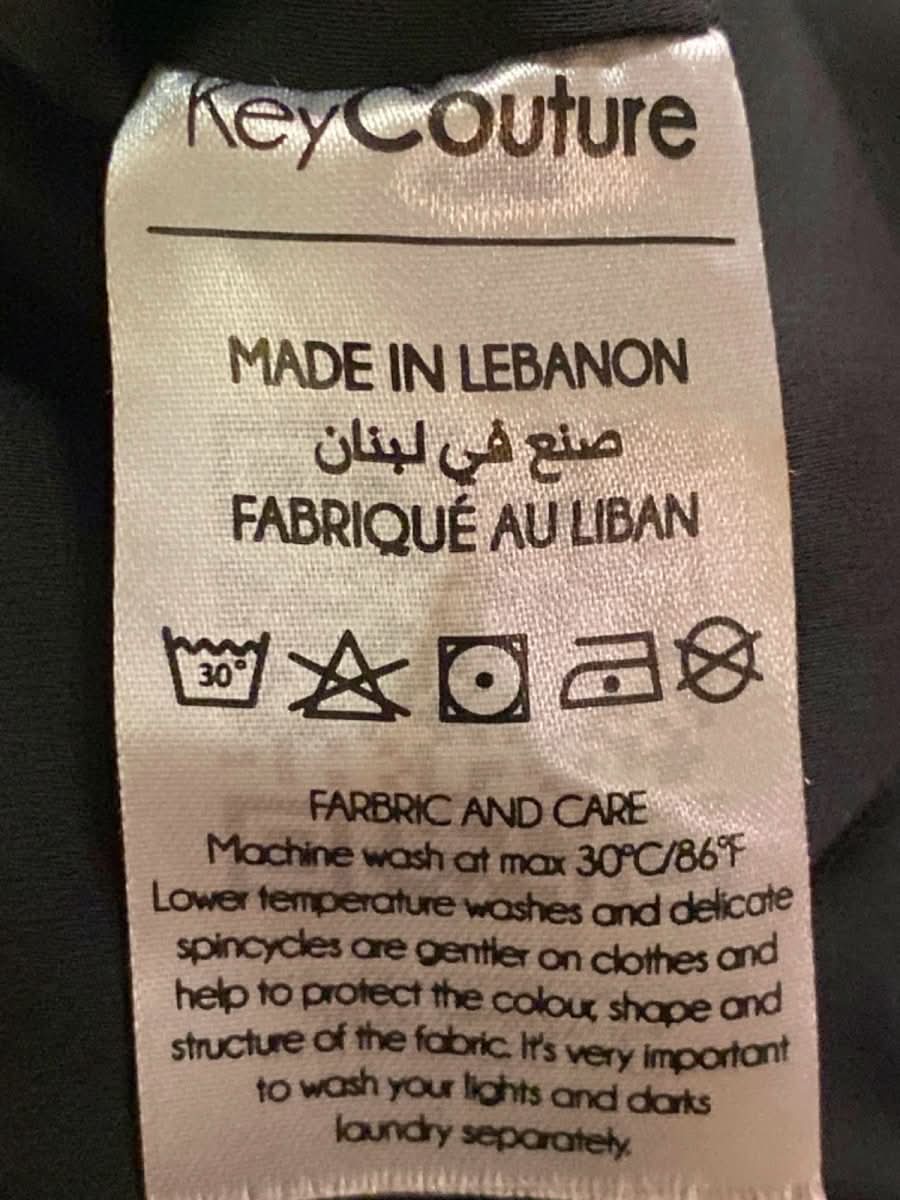 KeyCouture
MADE IN LEBANON
صنع في لبنان
FABRIQUÉ AU LIBAN
30°
FARBRIC AND CARE
Machine wash at max 30°C/86°F
Lower temperature washes and delicate
spincycles are gentler on clothes and
help to protect the colour, shape and
structure of the fabric. It's very important
to wash your lights and darks
laundry separately.